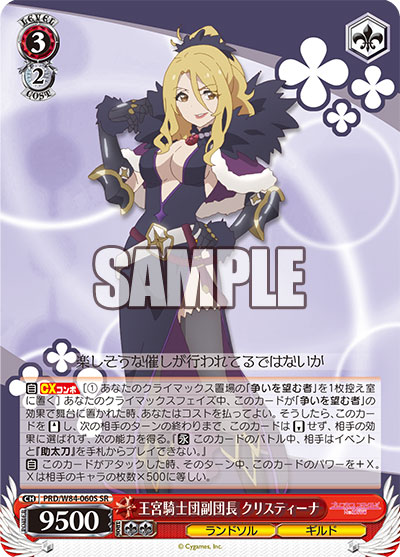 LEVEL
3
2
COST
SAMPLE
楽しそうな催しが行われてるではないか
自 CXコンボ [① あなたのクライマックス置場の「争いを望む者」を1枚控え室
に置く] あなたのクライマックスフェイズ中、このカードが「争いを望む者」の
効果で舞台に置かれた時、あなたはコストを払ってよい。そうしたら、このカード
を し、次の相手のターンの終わりまで、このカードは せず、相手の効
果に選ばれず、次の能力を得る。『永 このカードのバトル中、相手はイベント
と『助太刀』を手札からプレイできない。』
自 このカードがアタックした時、そのターン中、このカードのパワーを＋X。
Xは相手のキャラの枚数×500に等しい。
CH PRD/W84-060S SR
9500
王宮騎士団副団長 クリスティーナ
ランドソル
ギルド
© Cygames, Inc.